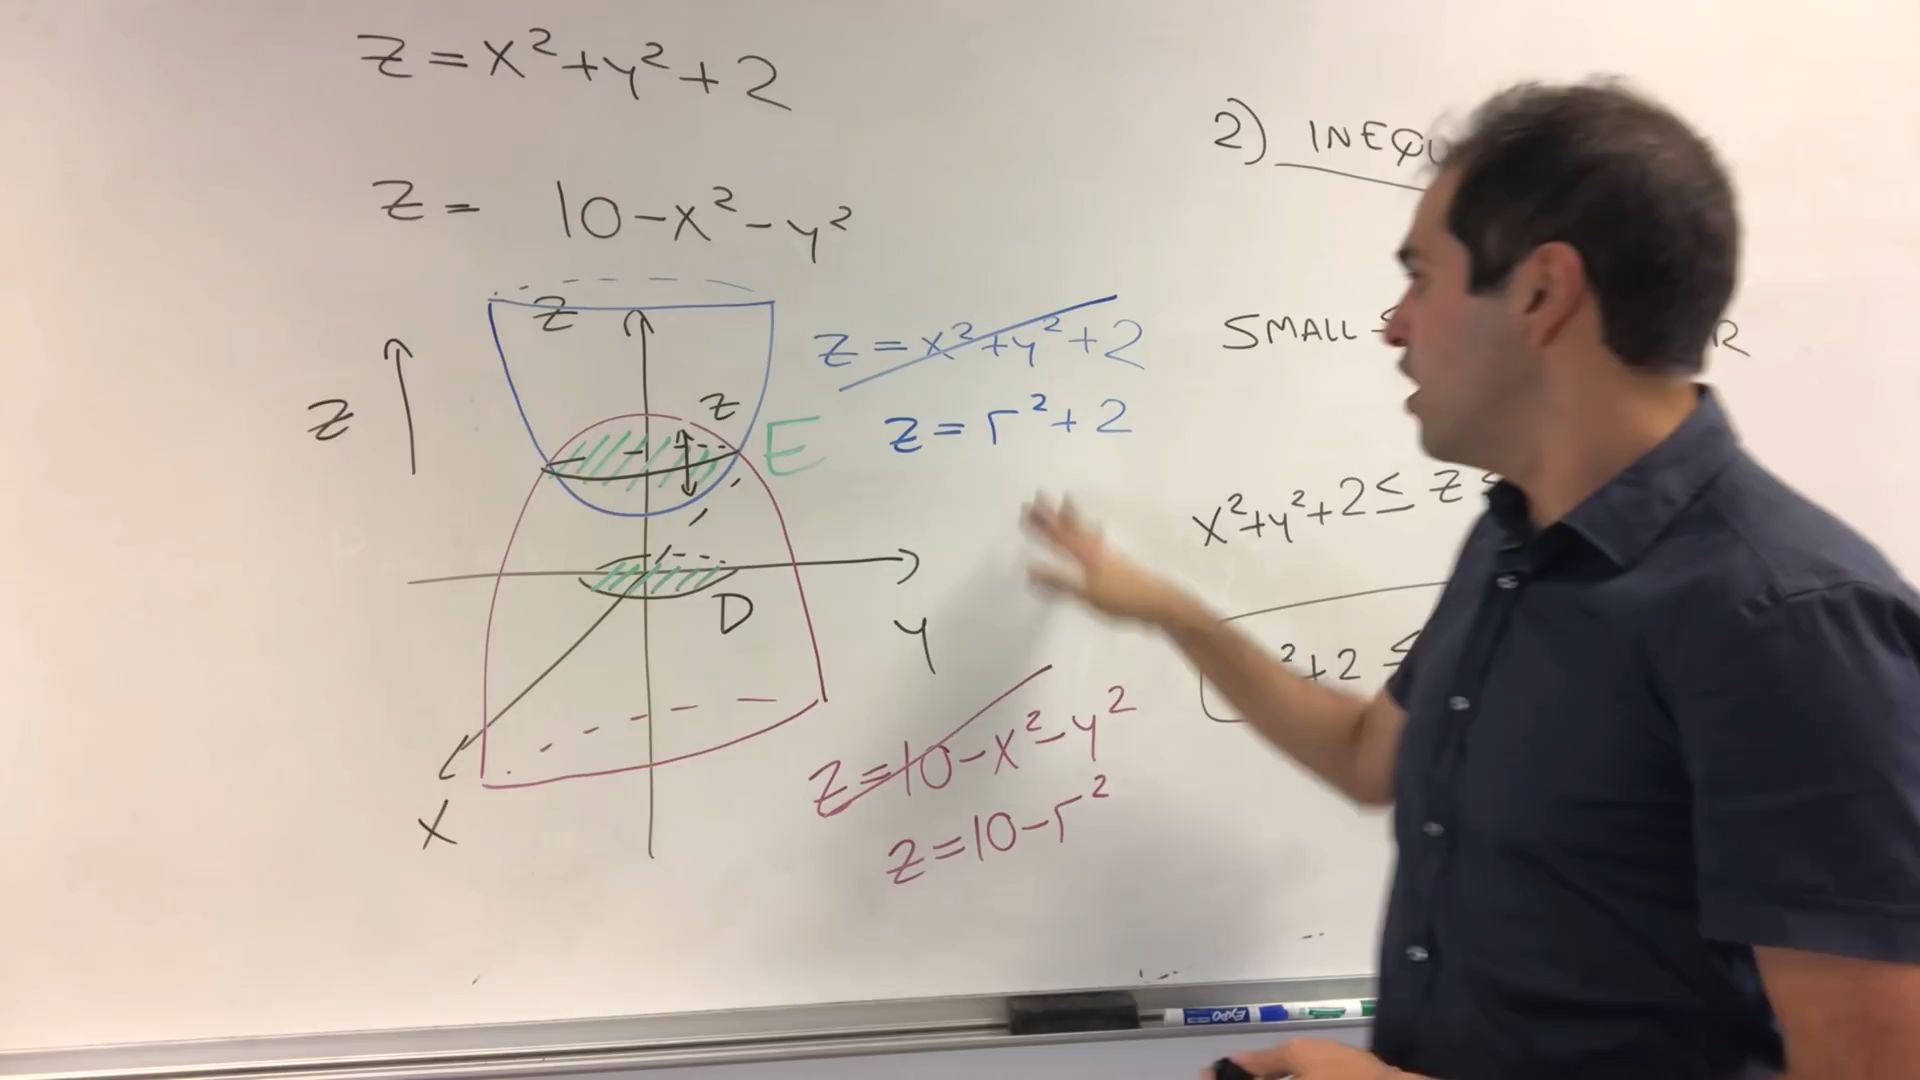 z = x²+y²+2
z = 10-x²-y²
z
z
z
E
D
y
x
z = x²+y²+2
z = r²+2
z=10-x²-y²
z=10-r²
2)
SMALL
x²+y²+2 ≤ z
²+2 ≤
EXPO